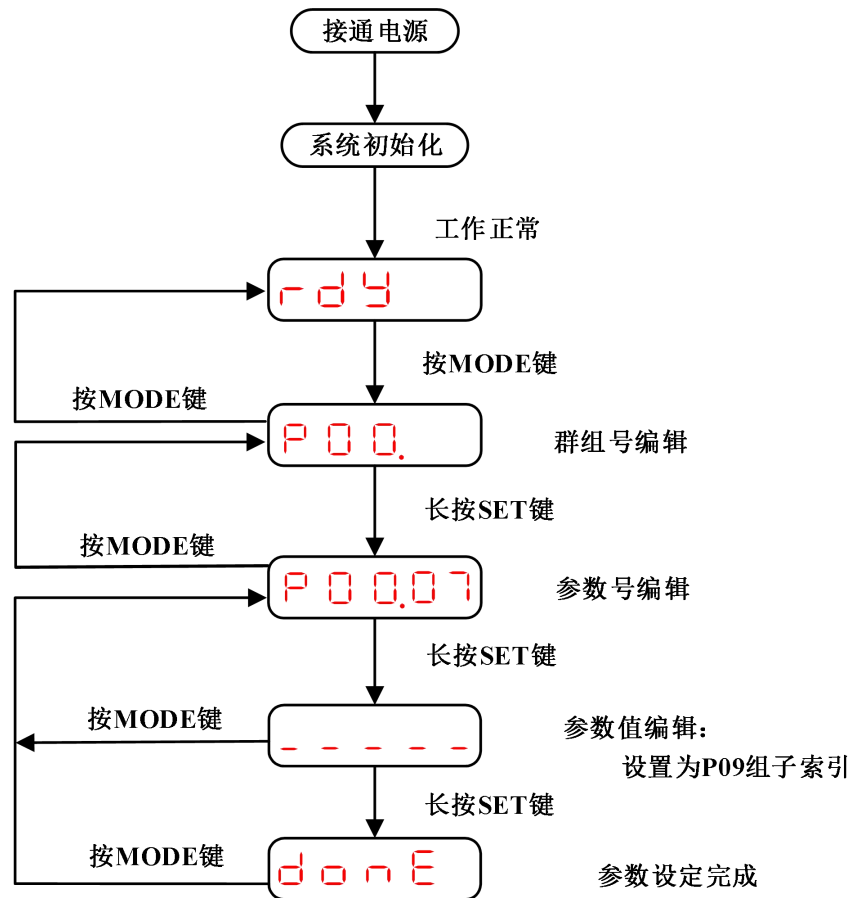 接通电源
系统初始化
工作正常
rdy
按MODE键
按MODE键
P00.
群组号编辑
长按SET键
按MODE键
P00.07
参数号编辑
长按SET键
按MODE键
_ _ _ _ _
参数值编辑：
设置为P09组子索引
长按SET键
按MODE键
donE
参数设定完成